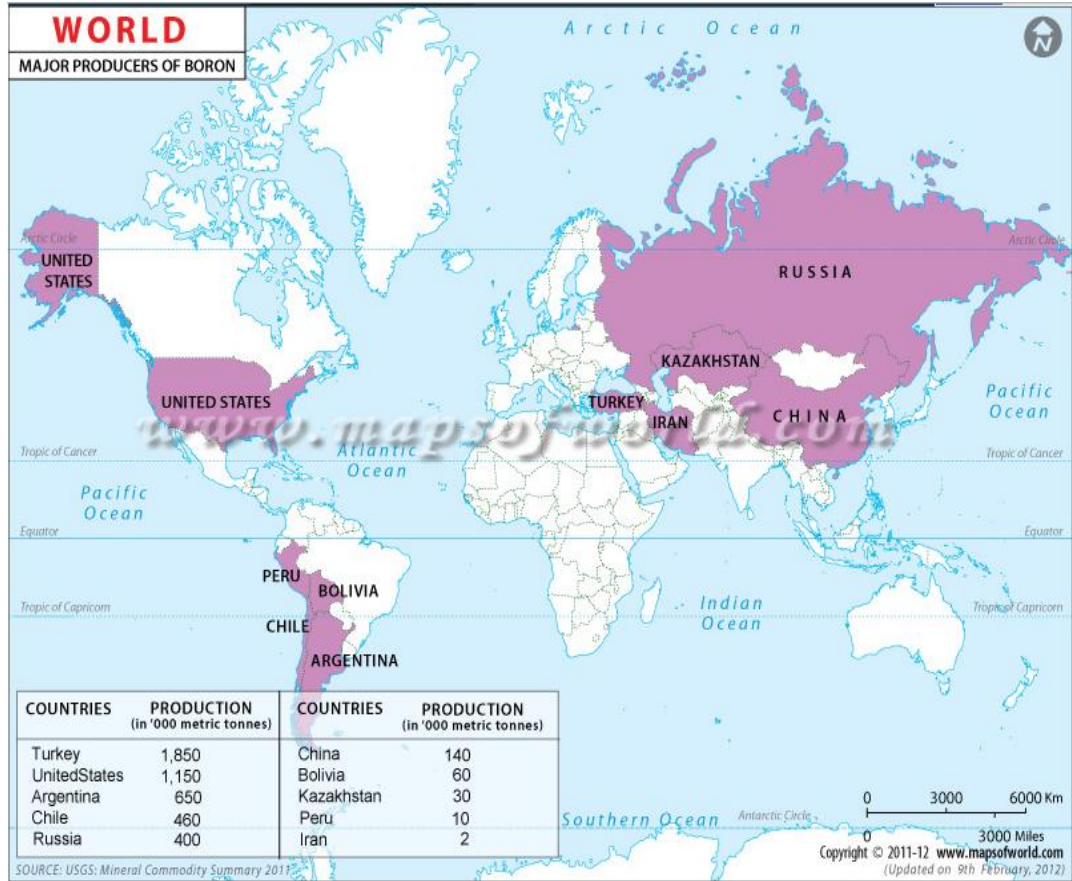 WORLD
MAJOR PRODUCERS OF BORON
Arctic Ocean
N
Arctic Circle
Arctic Circle
UNITED
STATES
RUSSIA
KAZAKHSTAN
UNITED STATES
TURKEY
IRAN
CHINA
Pacific
Ocean
www.mapsofworld.com
Atlantic
Ocean
Tropic of Cancer
Tropic of Cancer
Pacific
Ocean
Equator
Equator
PERU
BOLIVIA
Indian
Ocean
Tropic of Capricorn
Tropic of Capricorn
CHILE
ARGENTINA
COUNTRIES PRODUCTION COUNTRIES PRODUCTION
(in '000 metric tonnes) (in '000 metric tonnes)
Turkey 1,850 China 140
UnitedStates 1,150 Bolivia 60
Argentina 650 Kazakhstan 30
Chile 460 Peru 10
Russia 400 Iran 2
Southern Ocean
Antarctic Circle
0 3000 6000 Km
0 3000 Miles
Copyright © 2011-12 www.mapsofworld.com
(Updated on 9th February, 2012)
SOURCE: USGS: Mineral Commodity Summary 2011